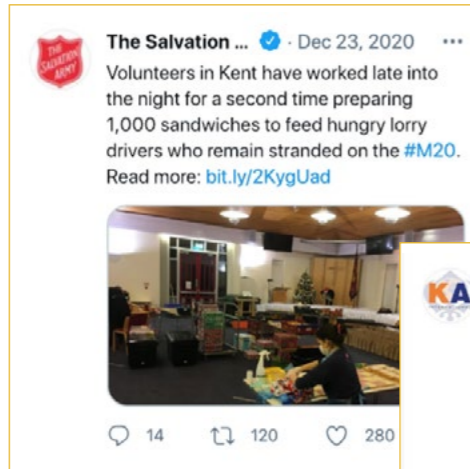 THE
SALVATION
ARMY
The Salvation ... · Dec 23, 2020 ...
Volunteers in Kent have worked late into
the night for a second time preparing
1,000 sandwiches to feed hungry lorry
drivers who remain stranded on the #M20.
Read more: bit.ly/2KygUad
KA
14 120 280